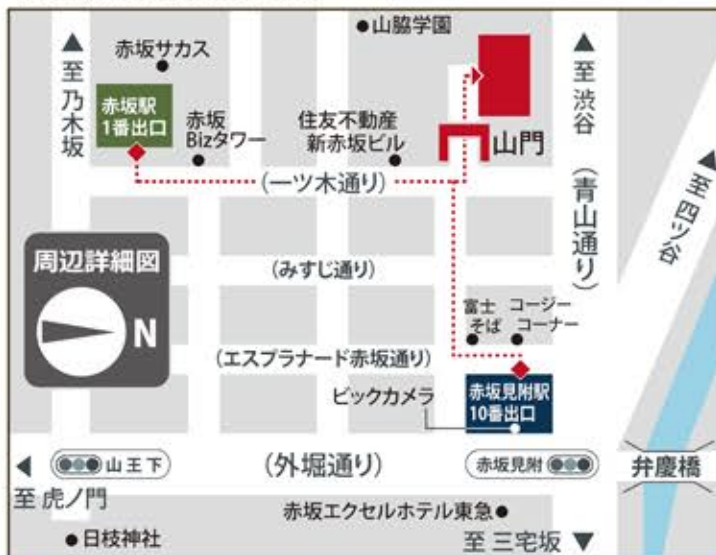 山脇学園
赤坂サカス
至 乃木坂
至 渋谷
赤坂駅
1番出口
赤坂
Bizタワー
住友不動産
新赤坂ビル
山門
(一ツ木通り)
(青山通り)
至 四ツ谷
周辺詳細図
N
(みすじ通り)
富士
そば
コージー
コーナー
(エスプラナード赤坂通り)
ビックカメラ
赤坂見附駅
10番出口
山王下
(外堀通り)
赤坂見附
弁慶橋
至 虎ノ門
赤坂エクセルホテル東急
日枝神社
至 三宅坂